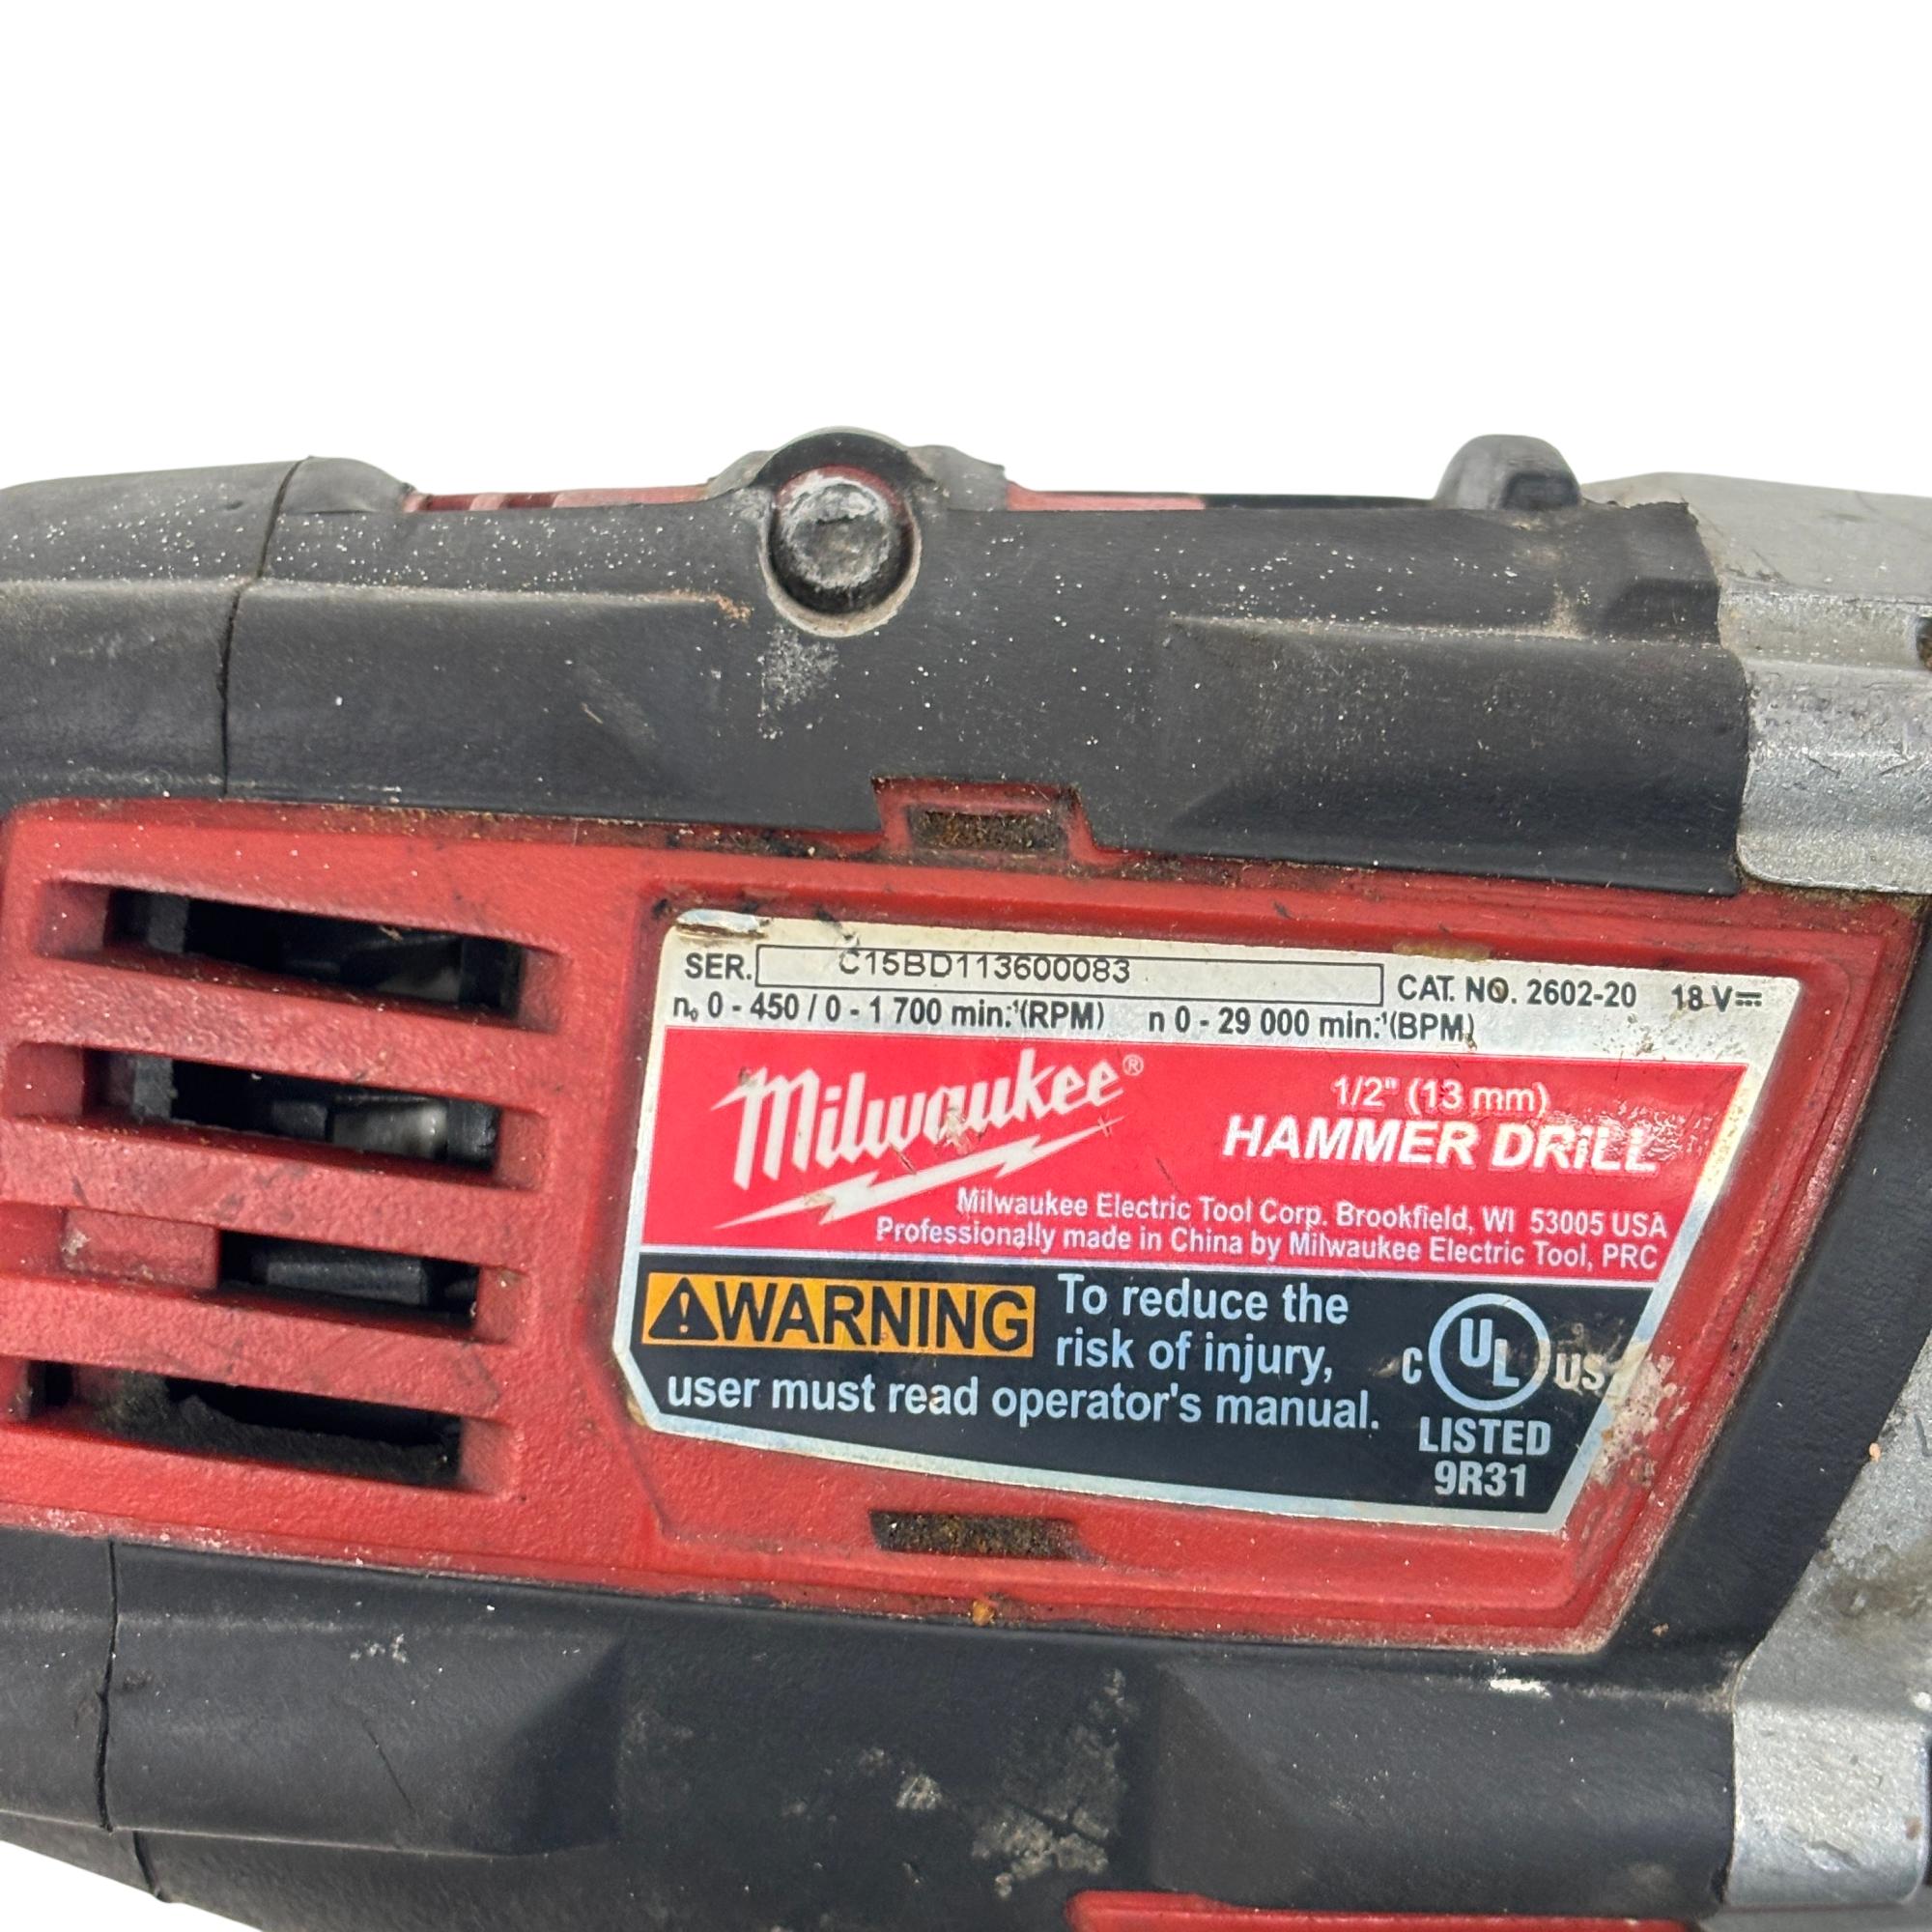 SER. C15BD113600083 CAT. NO. 2602-20 18 V⎓
n₀ 0 - 450 / 0 - 1 700 min.⁻¹(RPM) n 0 - 29 000 min.⁻¹(BPM)
Milwaukee®
1/2" (13 mm)
HAMMER DRILL
Milwaukee Electric Tool Corp. Brookfield, WI 53005 USA
Professionally made in China by Milwaukee Electric Tool, PRC
⚠WARNING To reduce the
risk of injury,
user must read operator's manual.
C UL US
LISTED
9R31